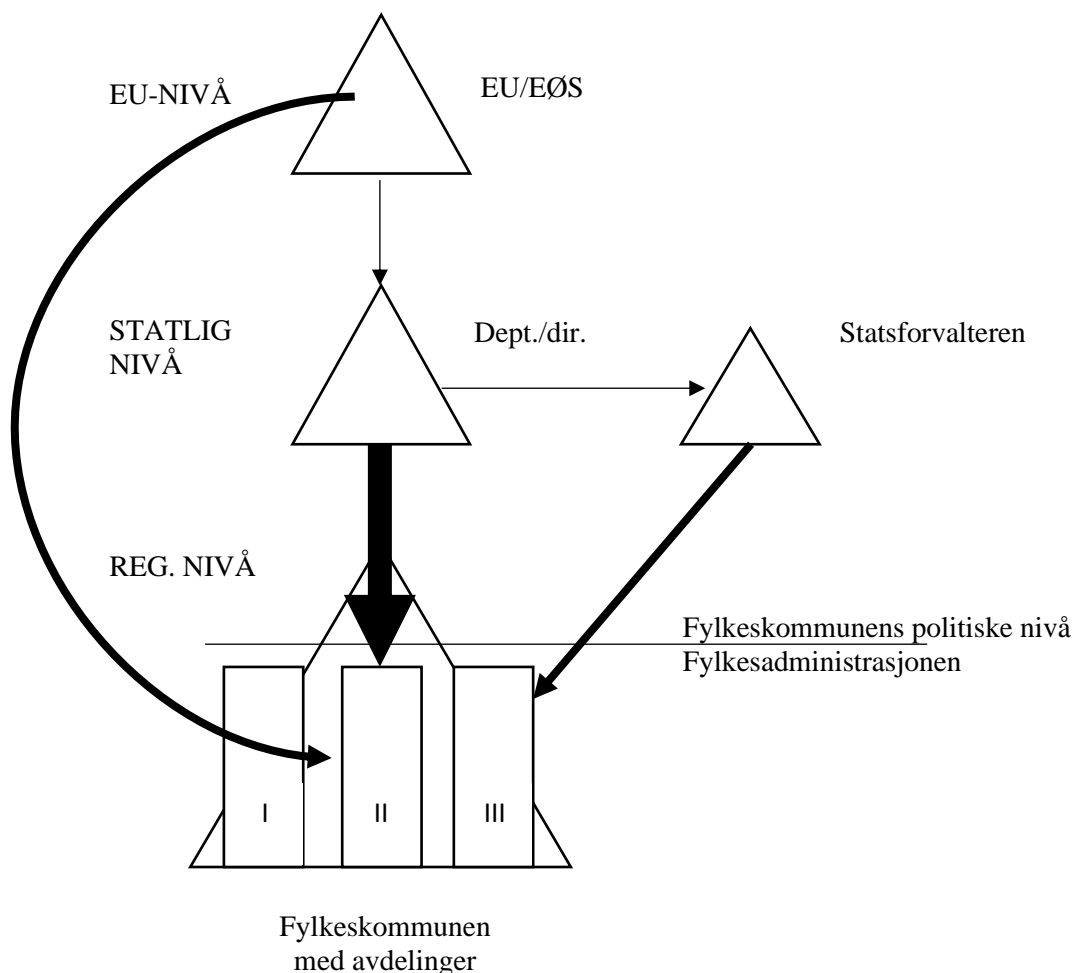 EU-NIVÅ
EU/EØS
STATLIG
NIVÅ
Dept./dir.
Statsforvalteren
REG. NIVÅ
Fylkeskommunens politiske nivå
Fylkesadministrasjonen
I
II
III
Fylkeskommunen
med avdelinger